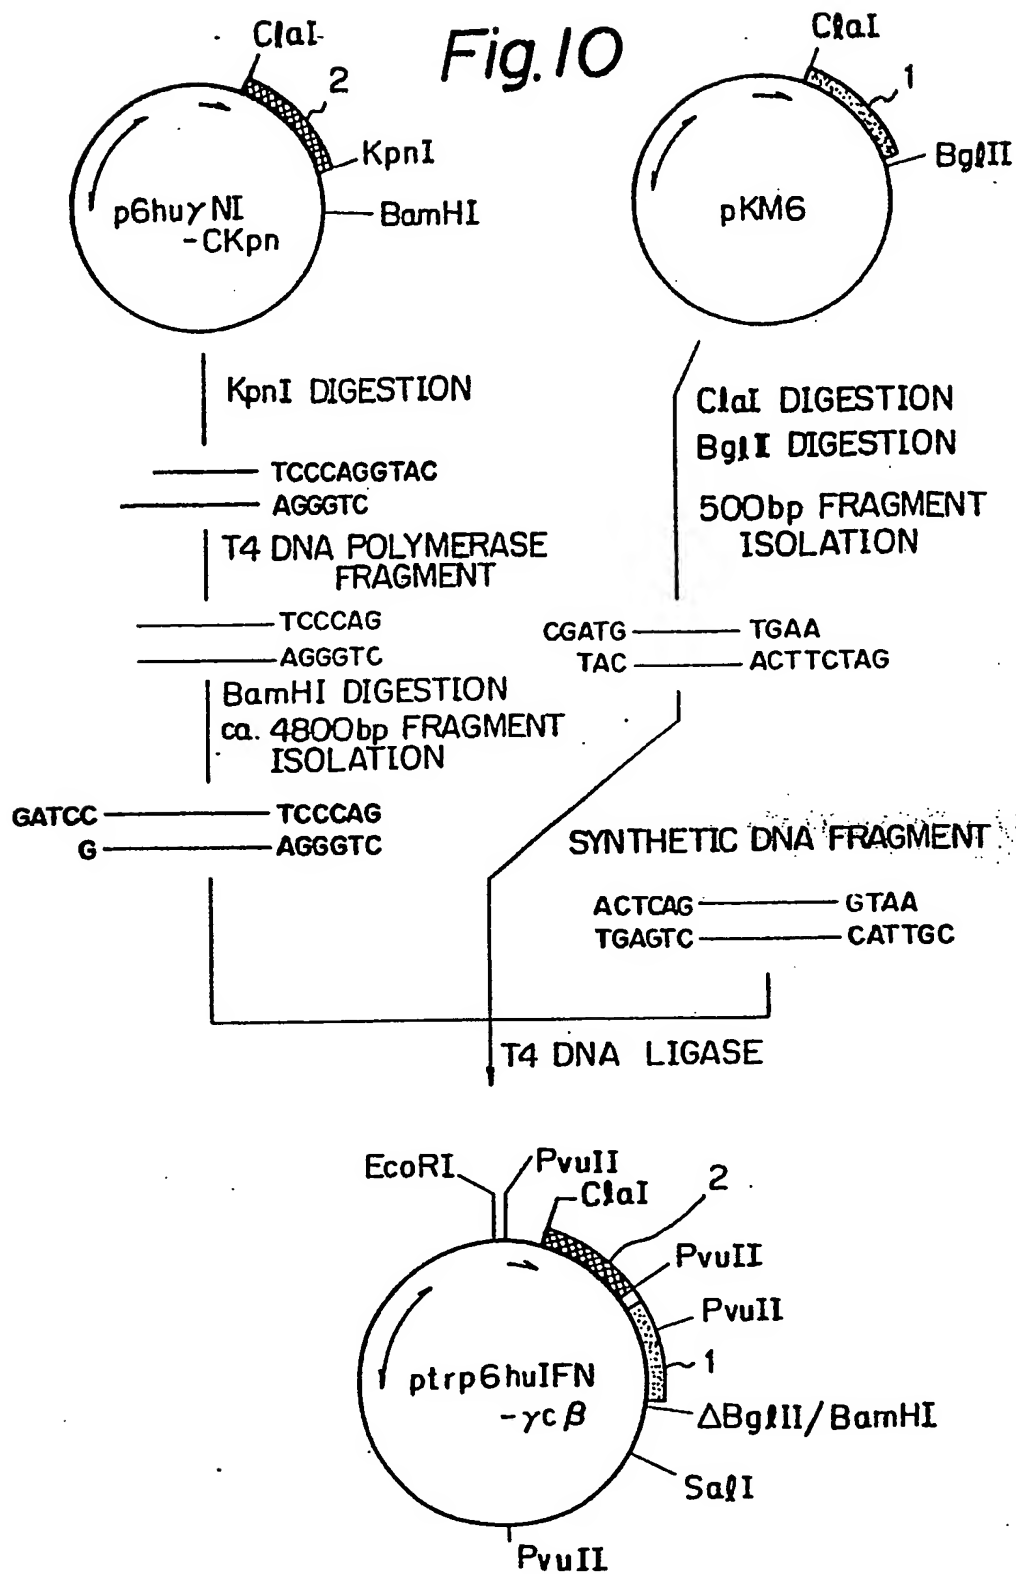 Fig.10
ClaI
2
KpnI
BamHI
p6huγNI
-CKpn
ClaI
1
BglII
pKM6
KpnI DIGESTION
TCCCAGGTAC
AGGGTC
T4 DNA POLYMERASE
FRAGMENT
TCCCAG
AGGGTC
BamHI DIGESTION
ca. 4800bp FRAGMENT
ISOLATION
GATCC TCCCAG
G AGGGTC
ClaI DIGESTION
BglI DIGESTION
500bp FRAGMENT
ISOLATION
CGATG TGAA
TAC ACTTCTAG
SYNTHETIC DNA FRAGMENT
ACTCAG GTAA
TGAGTC CATTGC
T4 DNA LIGASE
EcoRI
PvuII
ClaI
2
PvuII
PvuII
1
ptrp6huIFN
-γcβ
ΔBglII/BamHI
SalI
PvuII